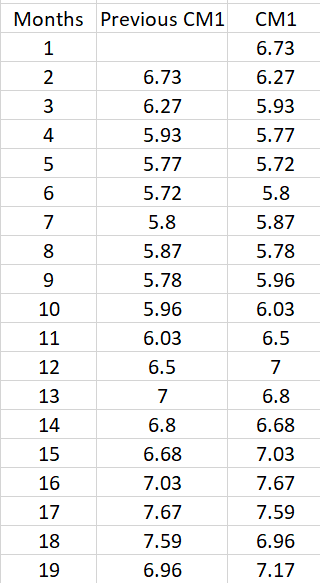 Months Previous CM1 CM1
1 6.73
2 6.73 6.27
3 6.27 5.93
4 5.93 5.77
5 5.77 5.72
6 5.72 5.8
7 5.8 5.87
8 5.87 5.78
9 5.78 5.96
10 5.96 6.03
11 6.03 6.5
12 6.5 7
13 7 6.8
14 6.8 6.68
15 6.68 7.03
16 7.03 7.67
17 7.67 7.59
18 7.59 6.96
19 6.96 7.17